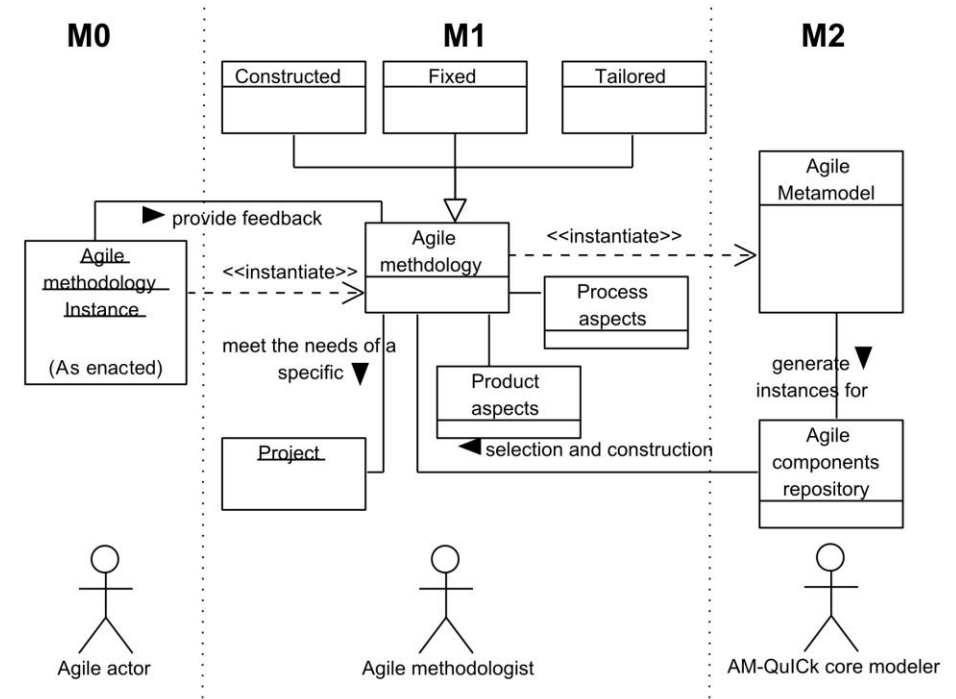 M0
M1
M2
Constructed
Fixed
Tailored
Agile
Metamodel
provide feedback
Agile
methdology
<<instantiate>>
Agile
methodology
Instance
(As enacted)
<<instantiate>>
Process
aspects
meet the needs of a
specific
Product
aspects
generate
instances for
Project
selection and construction
Agile
components
repository
Agile actor
Agile methodologist
AM-QuICk core modeler